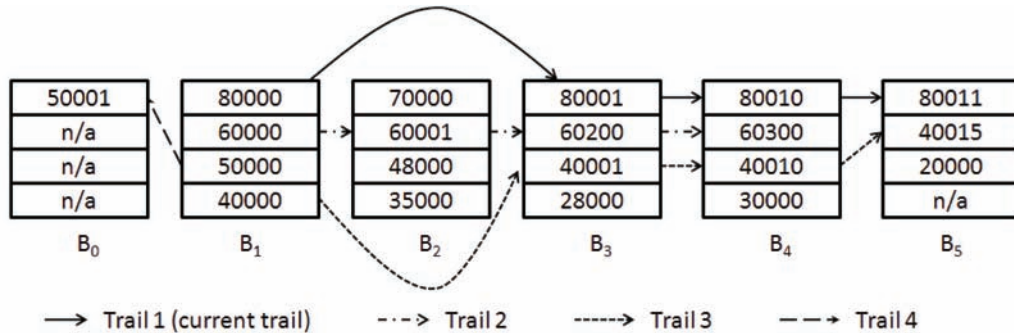 50001 80000 70000 80001 80010 80011
n/a 60000 60001 60200 60300 40015
n/a 50000 48000 40001 40010 20000
n/a 40000 35000 28000 30000 n/a
B0 B1 B2 B3 B4 B5
Trail 1 (current trail) Trail 2 Trail 3 Trail 4